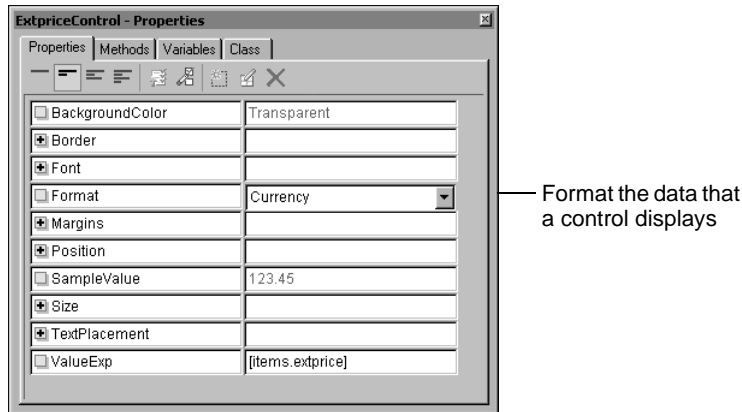 ExtpriceControl - Properties
Properties Methods Variables Class
BackgroundColor Transparent
Border
Font
Format Currency
Margins
Position
SampleValue 123.45
Size
TextPlacement
ValueExp [items.extprice]
Format the data that
a control displays